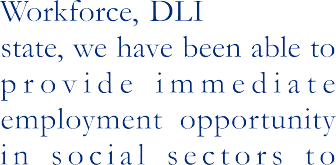 Workforce, DLI
state, we have been able to
provide immediate
employment opportunity
in social sectors to